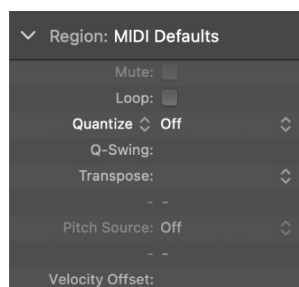 Region: MIDI Defaults
Mute:
Loop:
Quantize Off
Q-Swing:
Transpose:
- -
Pitch Source: Off
- -
Velocity Offset: